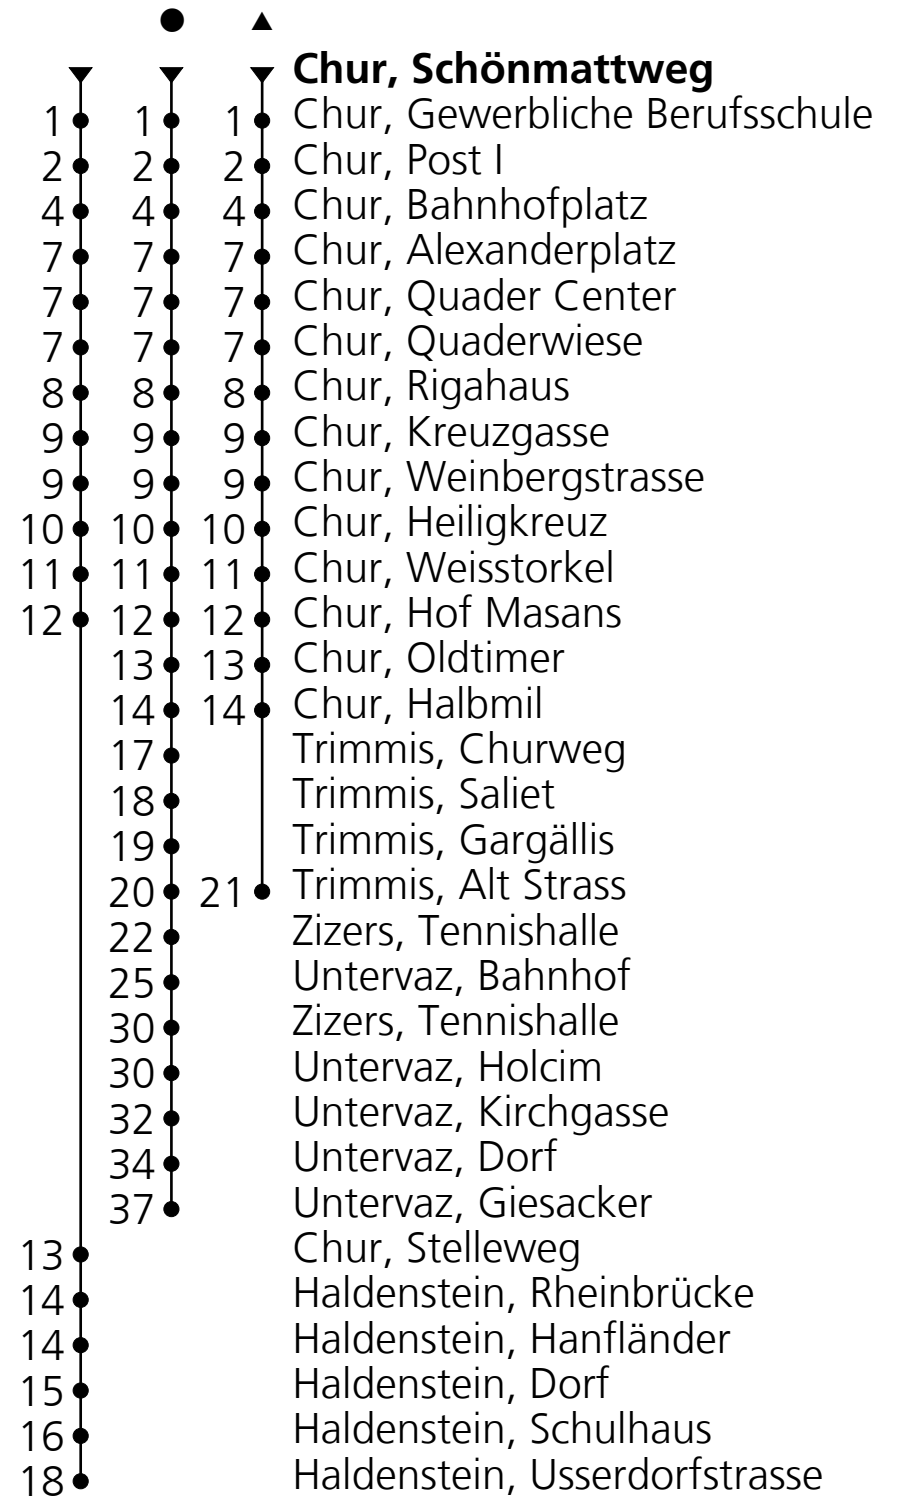 Chur, Schönmattweg
1 1 1 Chur, Gewerbliche Berufsschule
2 2 2 Chur, Post I
4 4 4 Chur, Bahnhofplatz
7 7 7 Chur, Alexanderplatz
7 7 7 Chur, Quader Center
7 7 7 Chur, Quaderwiese
8 8 8 Chur, Rigahaus
9 9 9 Chur, Kreuzgasse
9 9 9 Chur, Weinbergstrasse
10 10 10 Chur, Heiligkreuz
11 11 11 Chur, Weisstorkel
12 12 12 Chur, Hof Masans
13 13 Chur, Oldtimer
14 14 Chur, Halbmil
17 Trimmis, Churweg
18 Trimmis, Saliet
19 Trimmis, Gargällis
20 21 Trimmis, Alt Strass
22 Zizers, Tennishalle
25 Untervaz, Bahnhof
30 Zizers, Tennishalle
30 Untervaz, Holcim
32 Untervaz, Kirchgasse
34 Untervaz, Dorf
37 Untervaz, Giesacker
13 Chur, Stelleweg
14 Haldenstein, Rheinbrücke
14 Haldenstein, Hanfländer
15 Haldenstein, Dorf
16 Haldenstein, Schulhaus
18 Haldenstein, Usserdorfstrasse